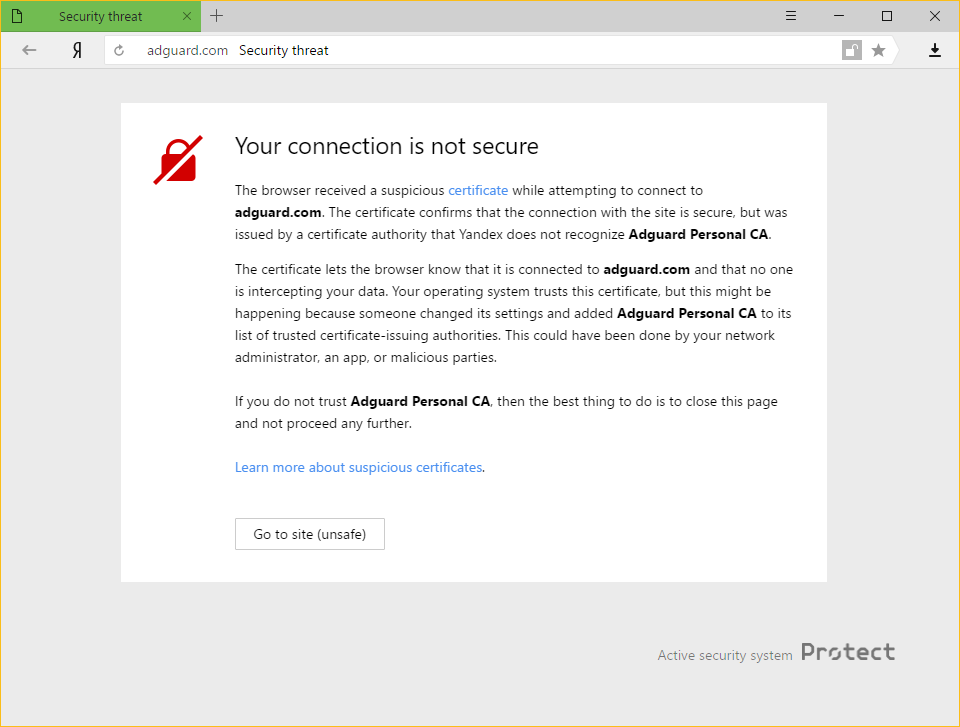 Security threat
Я
adguard.com Security threat
Your connection is not secure
The browser received a suspicious certificate while attempting to connect to
adguard.com. The certificate confirms that the connection with the site is secure, but was
issued by a certificate authority that Yandex does not recognize Adguard Personal CA.
The certificate lets the browser know that it is connected to adguard.com and that no one
is intercepting your data. Your operating system trusts this certificate, but this might be
happening because someone changed its settings and added Adguard Personal CA to its
list of trusted certificate-issuing authorities. This could have been done by your network
administrator, an app, or malicious parties.
If you do not trust Adguard Personal CA, then the best thing to do is to close this page
and not proceed any further.
Learn more about suspicious certificates.
Go to site (unsafe)
Active security system Protect